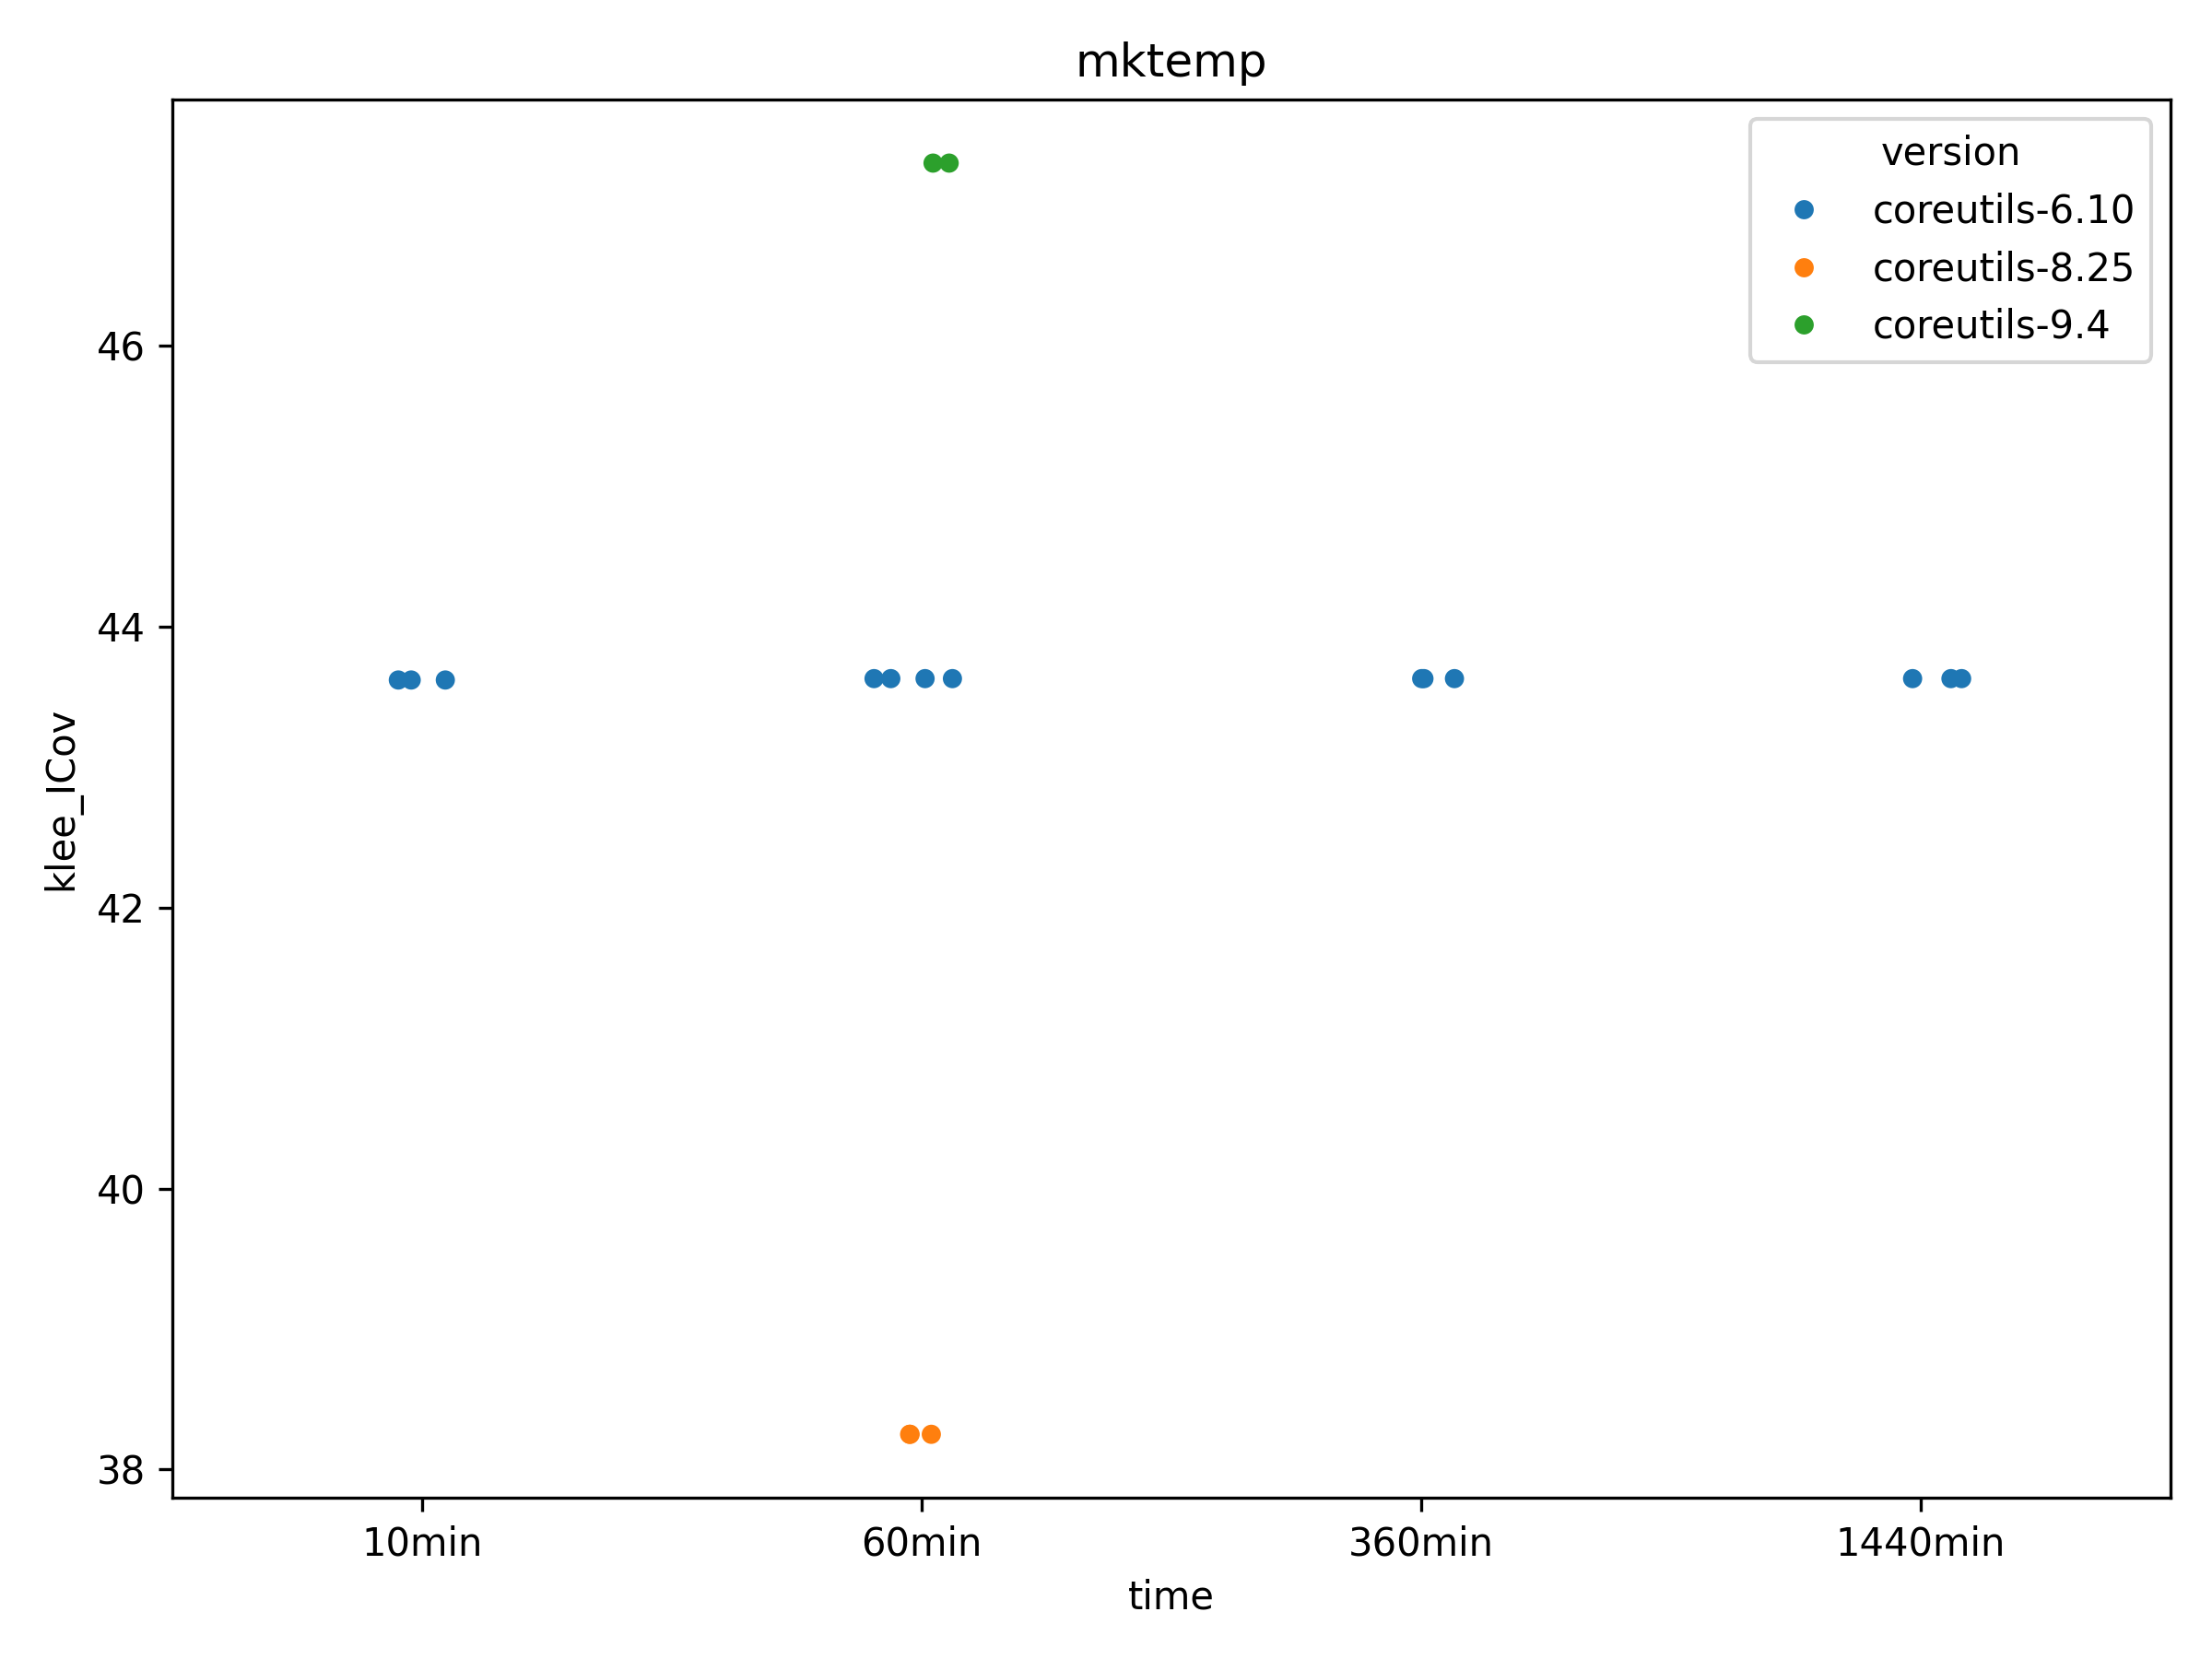 mktemp
version
coreutils-6.10
coreutils-8.25
coreutils-9.4
46
44
42
40
38
klee_ICov
10min
60min
360min
1440min
time